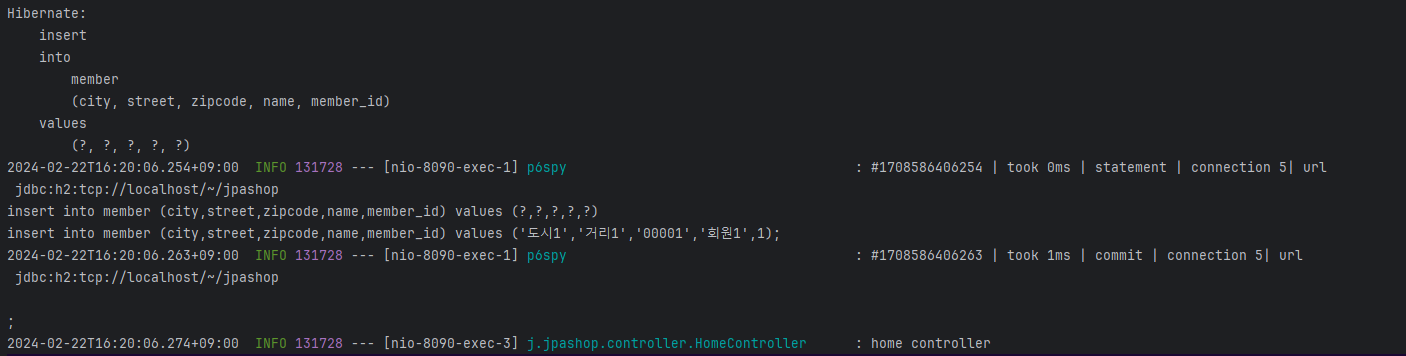 Hibernate:
    insert
    into
        member
        (city, street, zipcode, name, member_id)
    values
        (?, ?, ?, ?, ?)
2024-02-22T16:20:06.254+09:00  INFO 131728 --- [nio-8090-exec-1] p6spy                                    : #1708586406254 | took 0ms | statement | connection 5| url
 jdbc:h2:tcp://localhost/~/jpashop
insert into member (city,street,zipcode,name,member_id) values (?,?,?,?,?)
insert into member (city,street,zipcode,name,member_id) values ('도시1','거리1','00001','회원1',1);
2024-02-22T16:20:06.263+09:00  INFO 131728 --- [nio-8090-exec-1] p6spy                                    : #1708586406263 | took 1ms | commit | connection 5| url
 jdbc:h2:tcp://localhost/~/jpashop

;
2024-02-22T16:20:06.274+09:00  INFO 131728 --- [nio-8090-exec-3] j.jpashop.controller.HomeController      : home controller